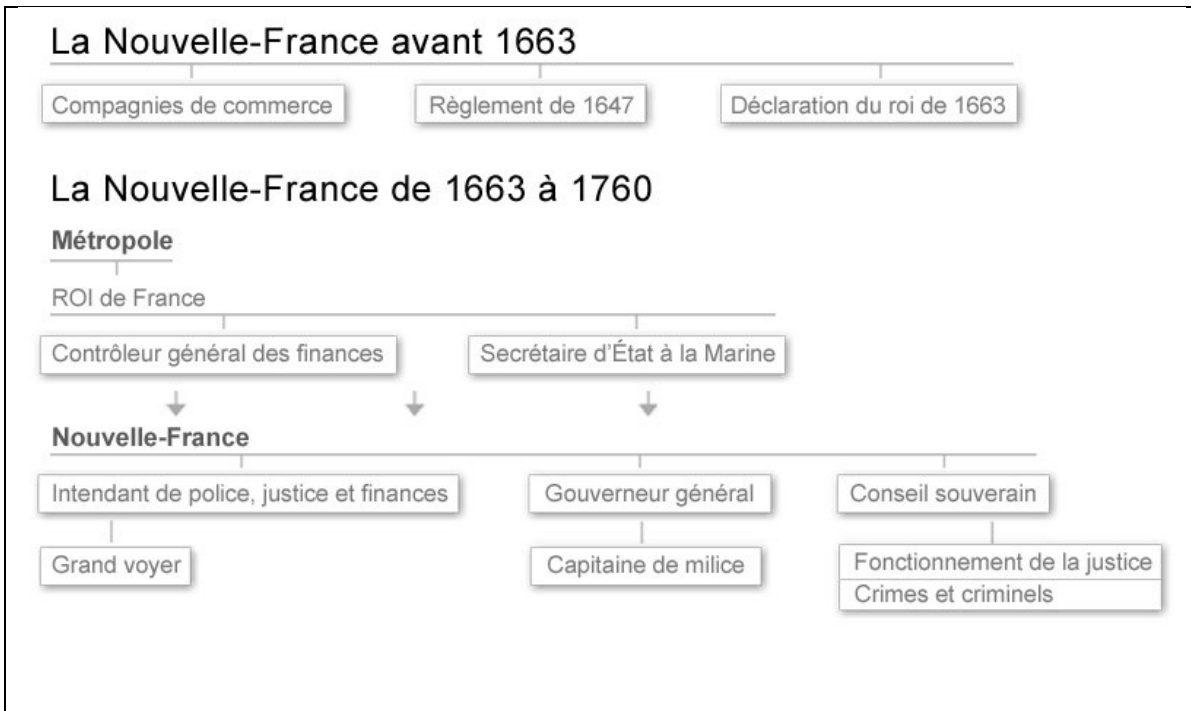 La Nouvelle-France avant 1663
Compagnies de commerce
Règlement de 1647
Déclaration du roi de 1663
La Nouvelle-France de 1663 à 1760
Métropole
ROI de France
Contrôleur général des finances
Secrétaire d'État à la Marine
Nouvelle-France
Intendant de police, justice et finances
Gouverneur général
Conseil souverain
Grand voyer
Capitaine de milice
Fonctionnement de la justice
Crimes et criminels